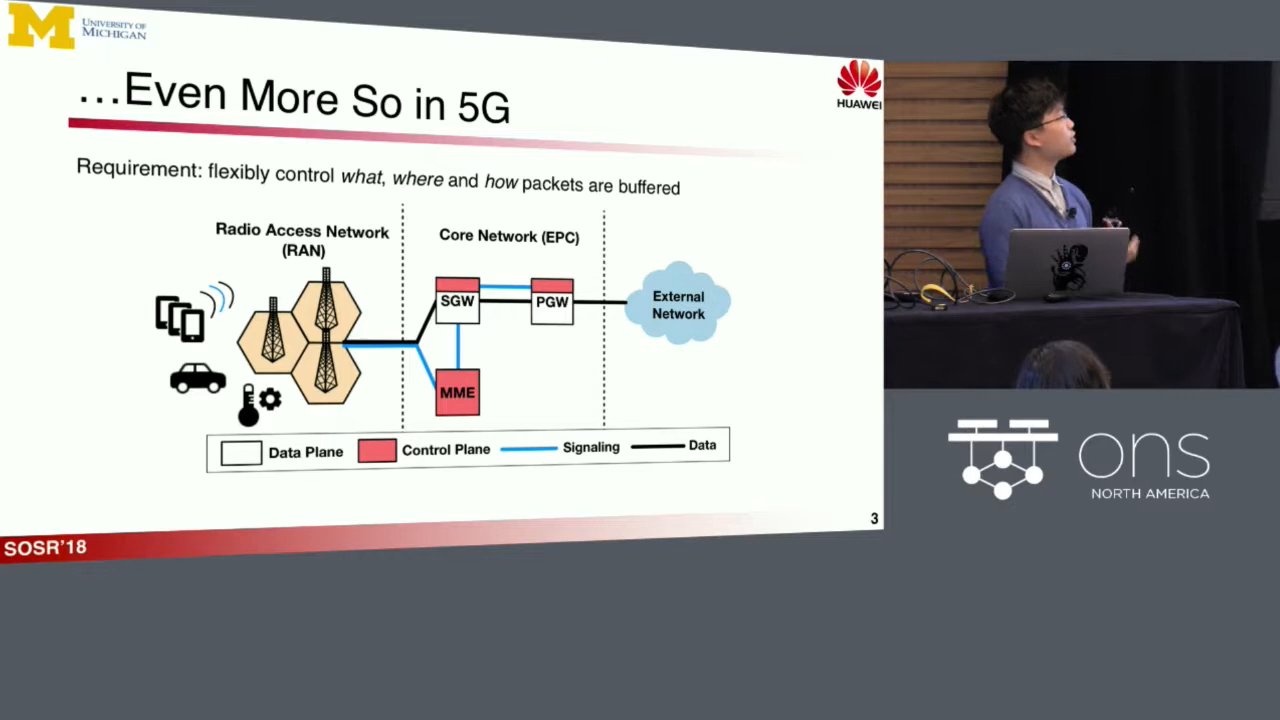 M
UNIVERSITY OF
MICHIGAN
HUAWEI
…Even More So in 5G
Requirement: flexibly control what, where and how packets are buffered
Radio Access Network
(RAN)
Core Network (EPC)
SGW
PGW
External
Network
MME
Data Plane
Control Plane
Signaling
Data
3
SOSR'18
ons
NORTH AMERICA